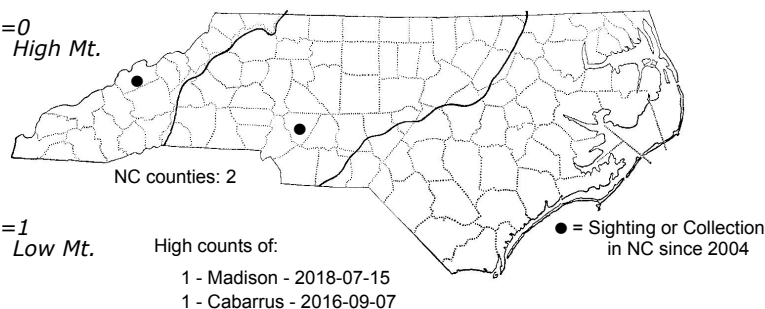 =0
High Mt.
NC counties: 2
=1
Low Mt.
High counts of:
1 - Madison - 2018-07-15
1 - Cabarrus - 2016-09-07
● = Sighting or Collection
in NC since 2004